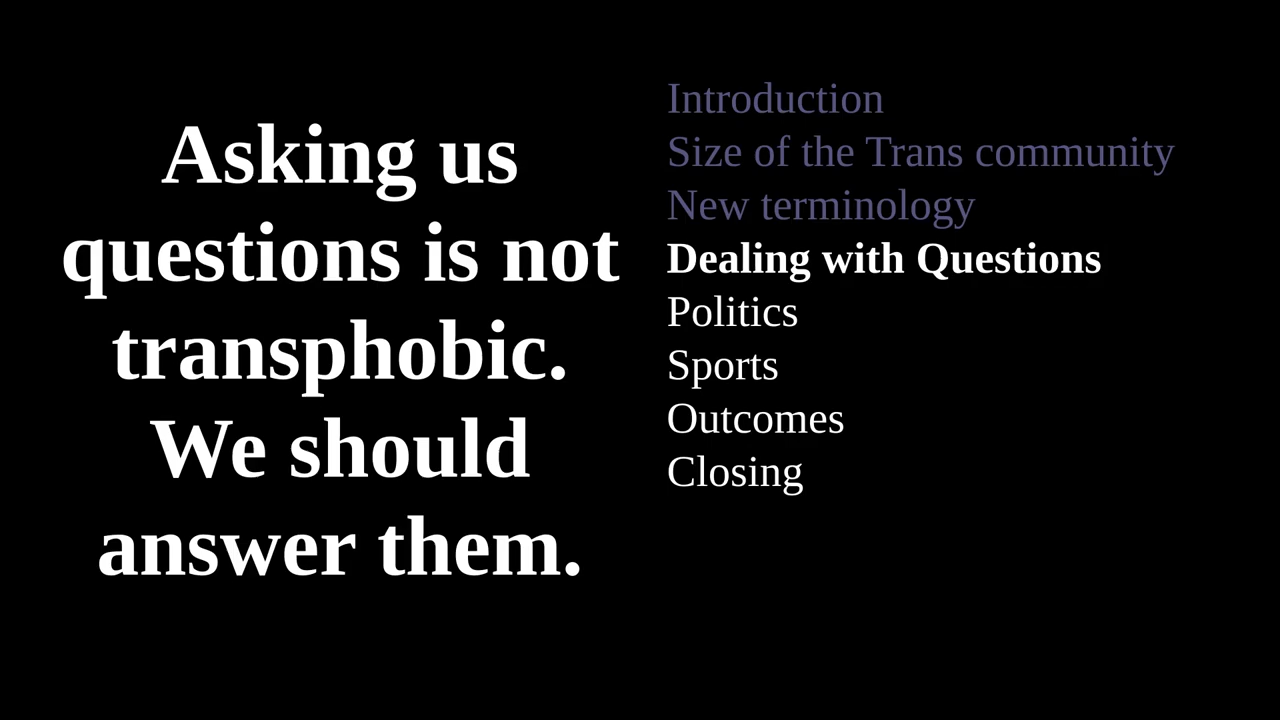 Asking us
questions is not
transphobic.
We should
answer them.
Introduction
Size of the Trans community
New terminology
Dealing with Questions
Politics
Sports
Outcomes
Closing